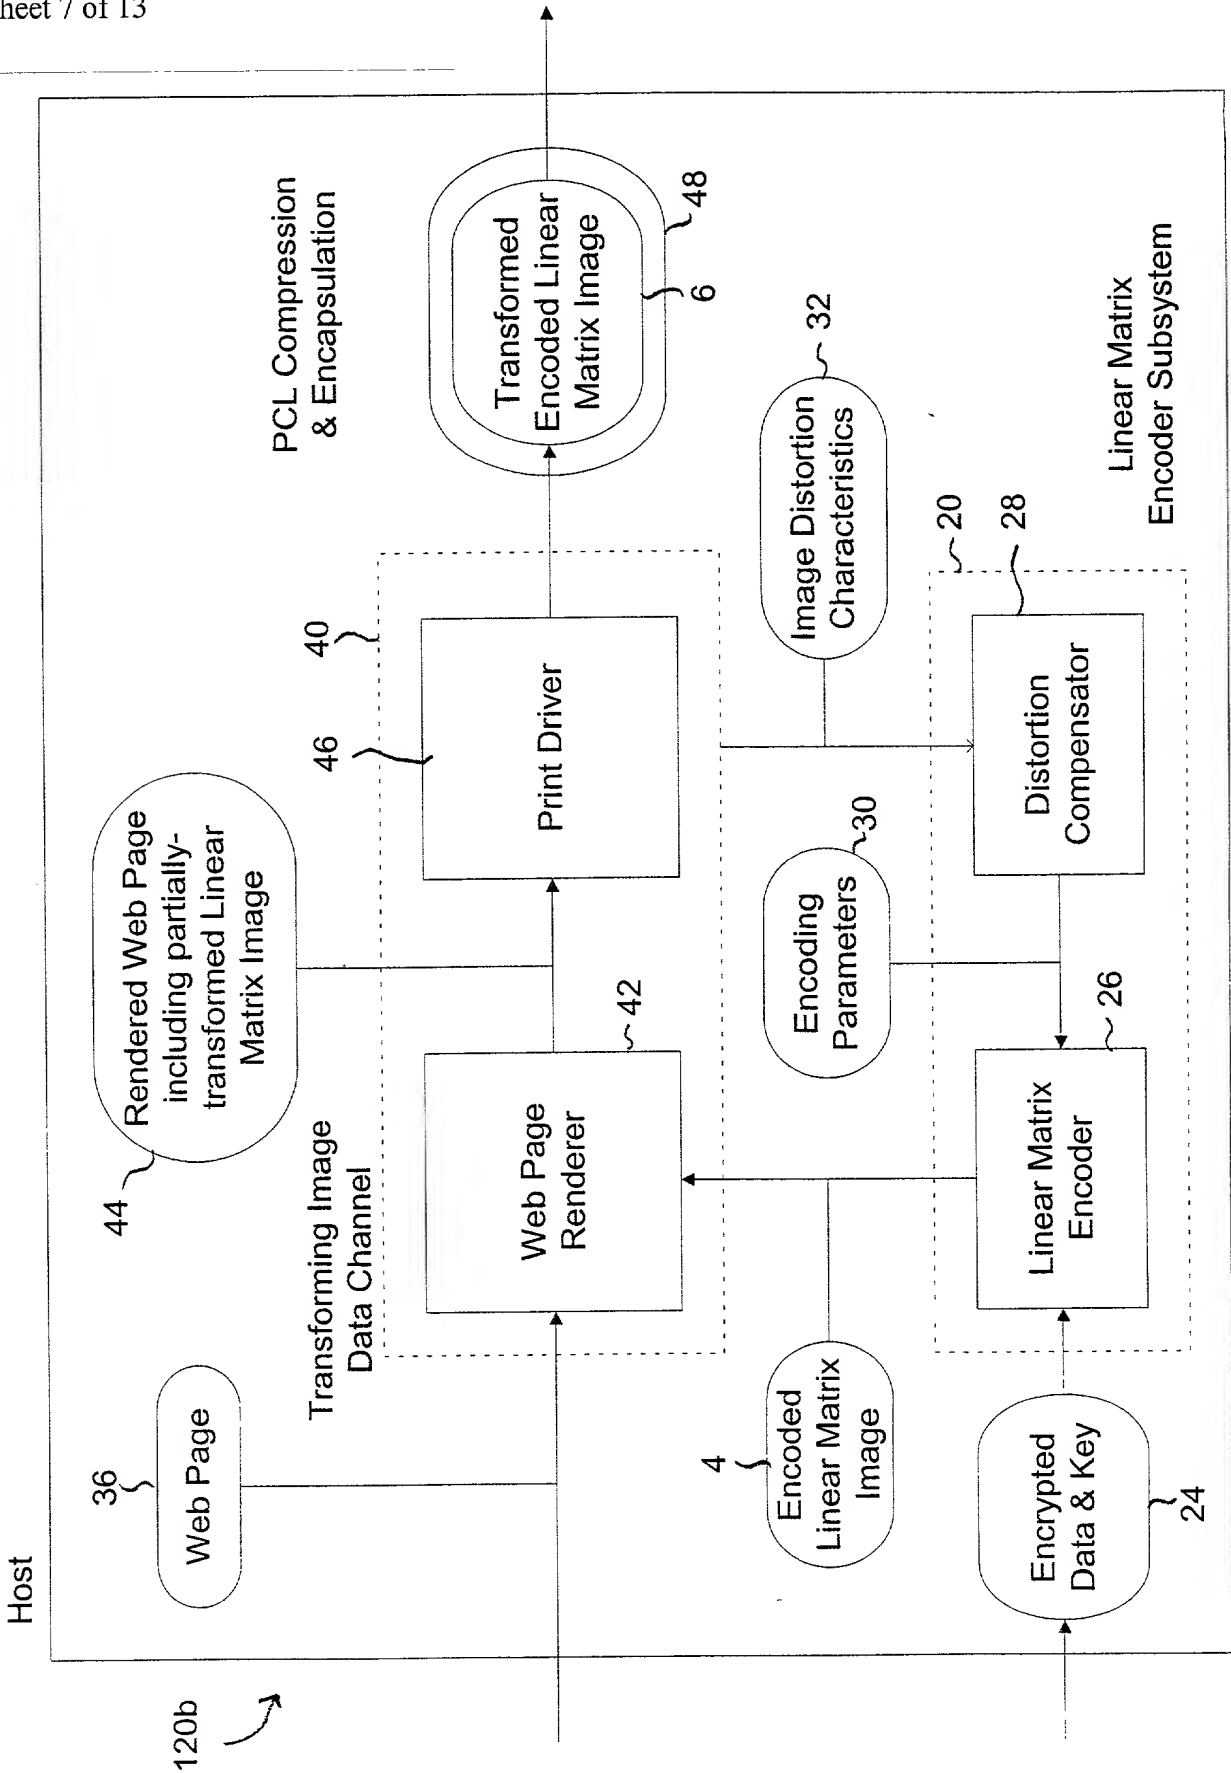 heet 7 of 13
Host
120b
36
Web Page
44
Rendered Web Page
including partially-
transformed Linear
Matrix Image
PCL Compression
& Encapsulation
Transforming Image
Data Channel
40
46
42
Web Page
Renderer
Print Driver
Transformed
Encoded Linear
Matrix Image
6
48
4
Encoded
Linear Matrix
Image
Encoding
Parameters
30
Image Distortion
Characteristics
32
Encrypted
Data & Key
24
Linear Matrix
Encoder
26
Distortion
Compensator
28
20
Linear Matrix
Encoder Subsystem